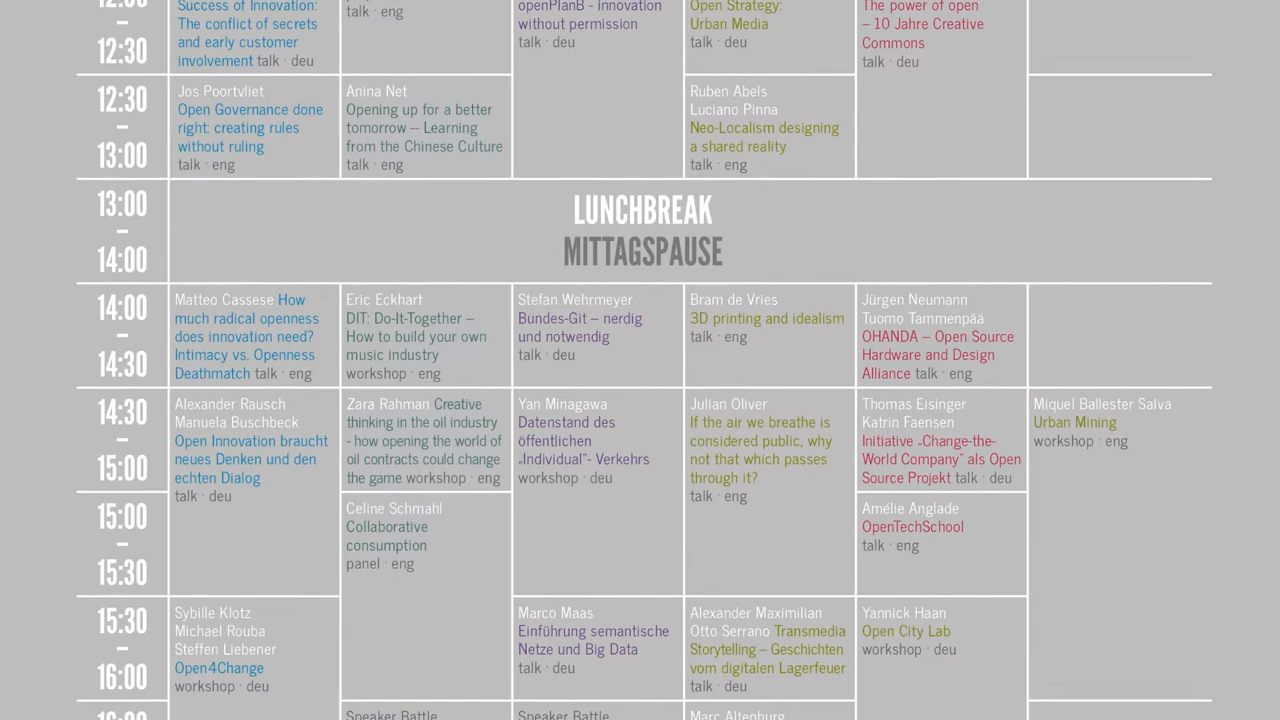 12:00
–
12:30
Success of Innovation:
The conflict of secrets
and early customer
involvement talk · deu
talk · eng
openPlanB - innovation
without permission
talk · deu
Open Strategy:
Urban Media
talk · deu
The power of open
– 10 Jahre Creative
Commons
talk · deu
12:30
–
13:00
Jos Poortvliet
Open Governance done
right: creating rules
without ruling
talk · eng
Anina Net
Opening up for a better
tomorrow -- Learning
from the Chinese Culture
talk · eng
Ruben Abels
Luciano Pinna
Neo-Localism designing
a shared reality
talk · eng
13:00
–
14:00
LUNCHBREAK
MITTAGSPAUSE
14:00
–
14:30
Matteo Cassese How
much radical openness
does innovation need?
Intimacy vs. Openness
Deathmatch talk · eng
Eric Eckhart
DIT: Do-It-Together –
How to build your own
music industry
workshop · eng
Stefan Wehrmeyer
Bundes-Git – nerdig
und notwendig
talk · deu
Bram de Vries
3D printing and idealism
talk · eng
Jürgen Neumann
Tuomo Tammenpää
OHANDA – Open Source
Hardware and Design
Alliance talk · eng
14:30
–
15:00
Alexander Rausch
Manuela Buschbeck
Open Innovation braucht
neues Denken und den
echten Dialog
talk · deu
Zara Rahman Creative
thinking in the oil industry
- how opening the world of
oil contracts could change
the game workshop · eng
Yan Minagawa
Datenstand des
öffentlichen
„Individual"- Verkehrs
workshop · deu
Julian Oliver
If the air we breathe is
considered public, why
not that which passes
through it?
talk · eng
Thomas Eisinger
Katrin Faensen
Initiative „Change-the-
World Company" als Open
Source Projekt talk · deu
Miquel Ballester Salva
Urban Mining
workshop · eng
15:00
–
15:30
Celine Schmahl
Collaborative
consumption
panel · eng
Amélie Anglade
OpenTechSchool
talk · eng
15:30
–
16:00
Sybille Klotz
Michael Rouba
Steffen Liebener
Open4Change
workshop · deu
Marco Maas
Einführung semantische
Netze und Big Data
talk · deu
Alexander Maximilian
Otto Serrano Transmedia
Storytelling – Geschichten
vom digitalen Lagerfeuer
talk · deu
Yannick Haan
Open City Lab
workshop · deu
16:00
Speaker Battle
Speaker Battle
Marc Altenburg